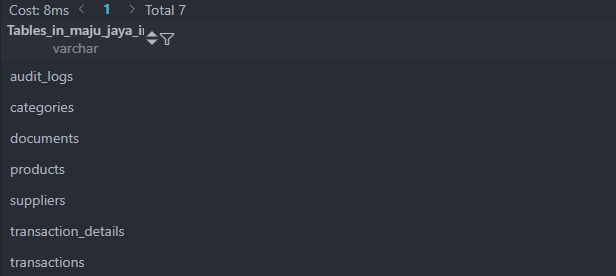 Cost: 8ms 1 Total 7
Tables_in_maju_jaya_i
varchar
audit_logs
categories
documents
products
suppliers
transaction_details
transactions